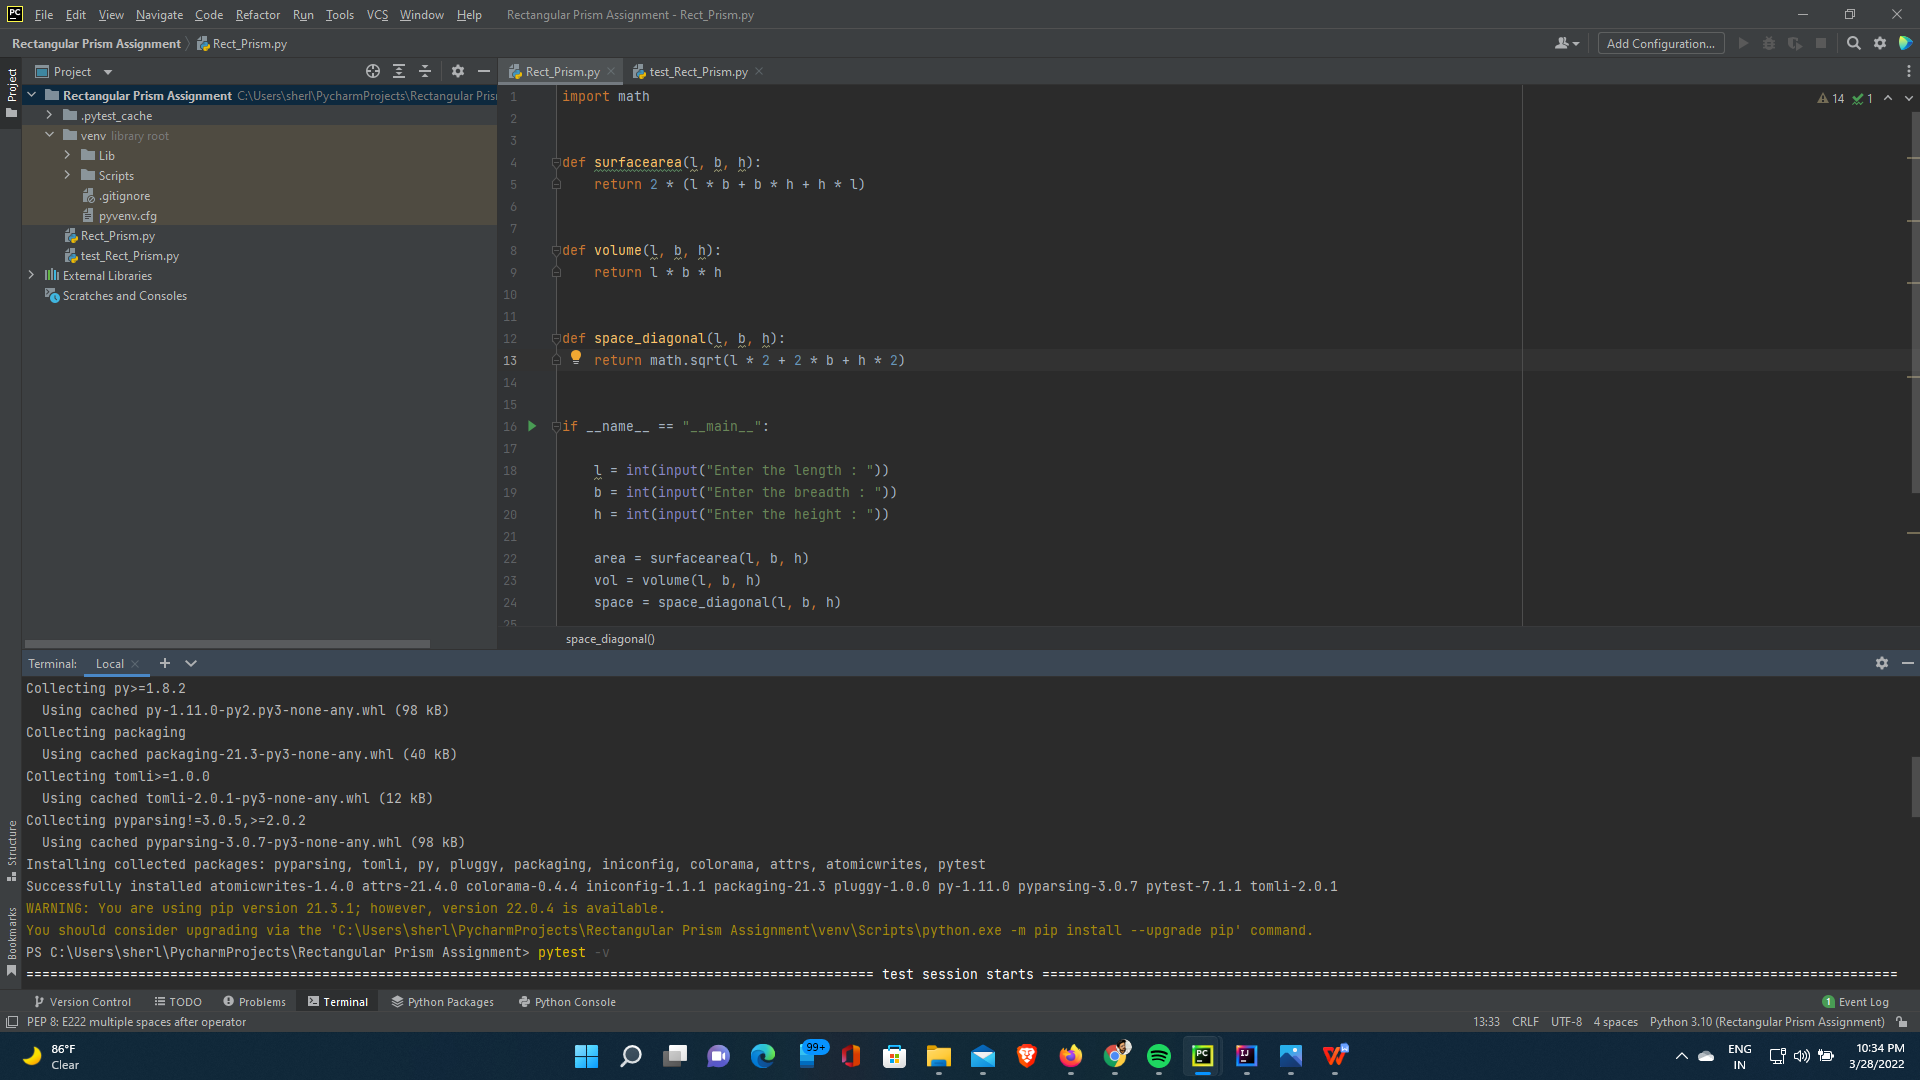 PC File Edit View Navigate Code Refactor Run Tools VCS Window Help Rectangular Prism Assignment - Rect_Prism.py
Rectangular Prism Assignment Rect_Prism.py Add Configuration...
Project
Project
Rectangular Prism Assignment C:\Users\sherl\PycharmProjects\Rectangular Pris
.pytest_cache
venv library root
Lib
Scripts
.gitignore
pyvenv.cfg
Rect_Prism.py
test_Rect_Prism.py
External Libraries
Scratches and Consoles
Rect_Prism.py test_Rect_Prism.py
14 1
1 import math
2
3
4 def surfacearea(l, b, h):
5 return 2 * (l * b + b * h + h * l)
6
7
8 def volume(l, b, h):
9 return l * b * h
10
11
12 def space_diagonal(l, b, h):
13 return math.sqrt(l * 2 + 2 * b + h * 2)
14
15
16 if __name__ == "__main__":
17
18 l = int(input("Enter the length : "))
19 b = int(input("Enter the breadth : "))
20 h = int(input("Enter the height : "))
21
22 area = surfacearea(l, b, h)
23 vol = volume(l, b, h)
24 space = space_diagonal(l, b, h)
25
space_diagonal()
Terminal: Local
Collecting py>=1.8.2
Using cached py-1.11.0-py2.py3-none-any.whl (98 kB)
Collecting packaging
Using cached packaging-21.3-py3-none-any.whl (40 kB)
Collecting tomli>=1.0.0
Using cached tomli-2.0.1-py3-none-any.whl (12 kB)
Collecting pyparsing!=3.0.5,>=2.0.2
Using cached pyparsing-3.0.7-py3-none-any.whl (98 kB)
Installing collected packages: pyparsing, tomli, py, pluggy, packaging, iniconfig, colorama, attrs, atomicwrites, pytest
Successfully installed atomicwrites-1.4.0 attrs-21.4.0 colorama-0.4.4 iniconfig-1.1.1 packaging-21.3 pluggy-1.0.0 py-1.11.0 pyparsing-3.0.7 pytest-7.1.1 tomli-2.0.1
WARNING: You are using pip version 21.3.1; however, version 22.0.4 is available.
You should consider upgrading via the 'C:\Users\sherl\PycharmProjects\Rectangular Prism Assignment\venv\Scripts\python.exe -m pip install --upgrade pip' command.
PS C:\Users\sherl\PycharmProjects\Rectangular Prism Assignment> pytest -v
========================================================================================================== test session starts ===========================================================================================================
Structure
Bookmarks
Version Control TODO Problems Terminal Python Packages Python Console 1 Event Log
PEP 8: E222 multiple spaces after operator 13:33 CRLF UTF-8 4 spaces Python 3.10 (Rectangular Prism Assignment)
86°F
Clear
99+
PC
IJ
W
ENG
IN
10:34 PM
3/28/2022